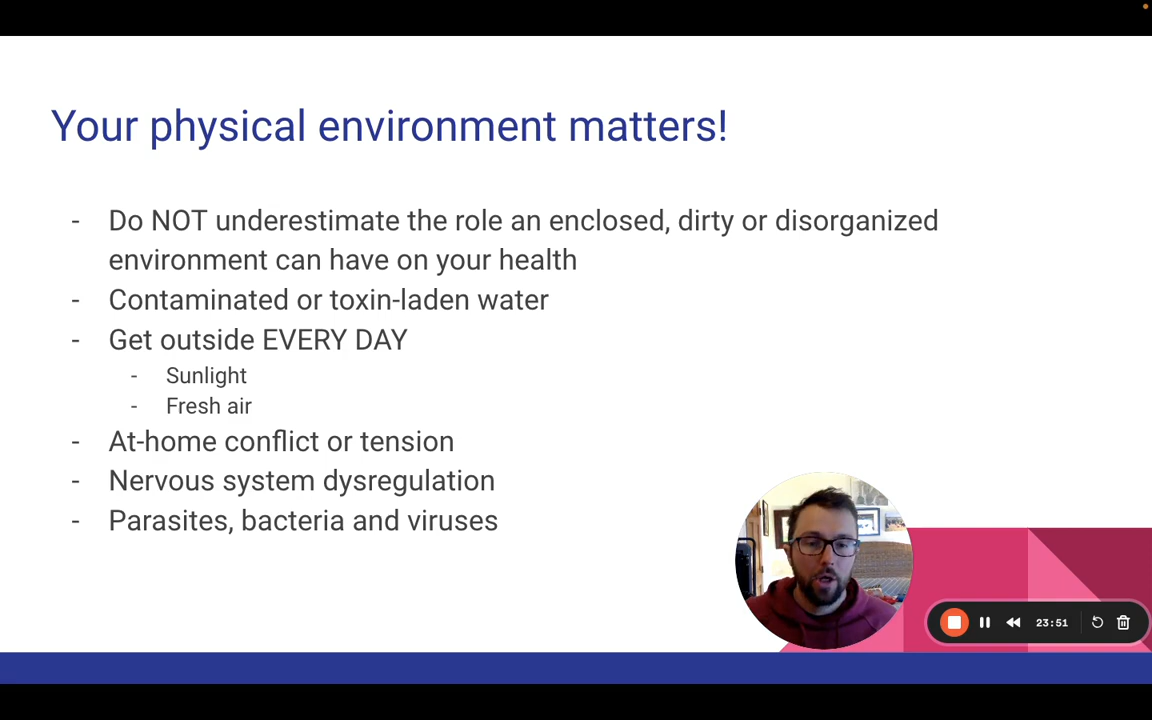 Your physical environment matters!
- Do NOT underestimate the role an enclosed, dirty or disorganized
environment can have on your health
- Contaminated or toxin-laden water
- Get outside EVERY DAY
- Sunlight
- Fresh air
- At-home conflict or tension
- Nervous system dysregulation
- Parasites, bacteria and viruses
23:51